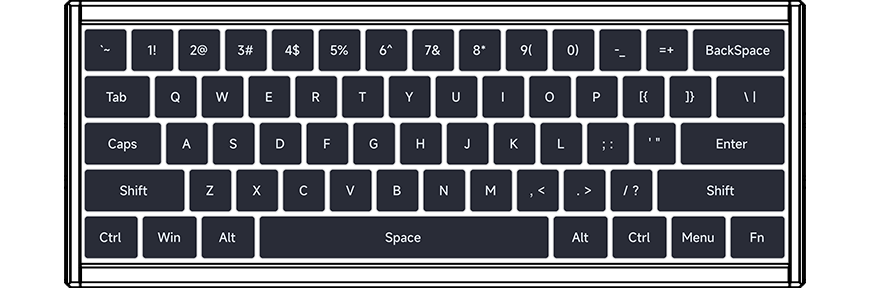 `~ 1! 2@ 3# 4$ 5% 6^ 7& 8* 9( 0) -_ =+ BackSpace
Tab Q W E R T Y U I O P [{ ]} \ |
Caps A S D F G H J K L ; : ' " Enter
Shift Z X C V B N M , < . > / ? Shift
Ctrl Win Alt Space Alt Ctrl Menu Fn